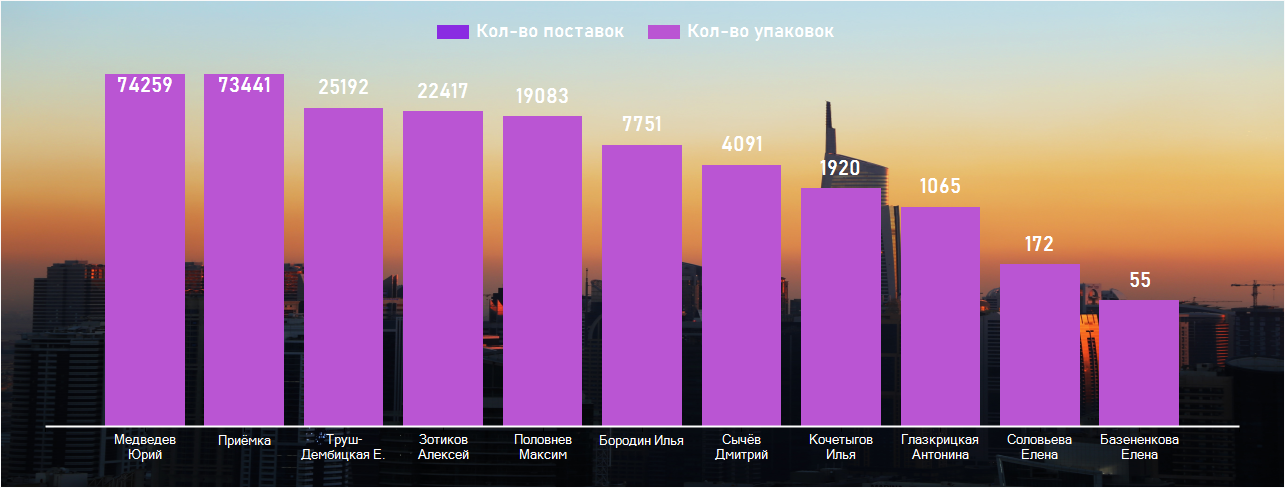 Кол-во поставок Кол-во упаковок
74259 73441 25192 22417 19083 7751 4091 1920 1065 172 55
Медведев Приёмка Труш- Зотиков Половнев Бородин Илья Сычёв Кочетыгов Глазкрицкая Соловьева Базененкова
Юрий Дембицкая Е. Алексей Максим Дмитрий Илья Антонина Елена Елена